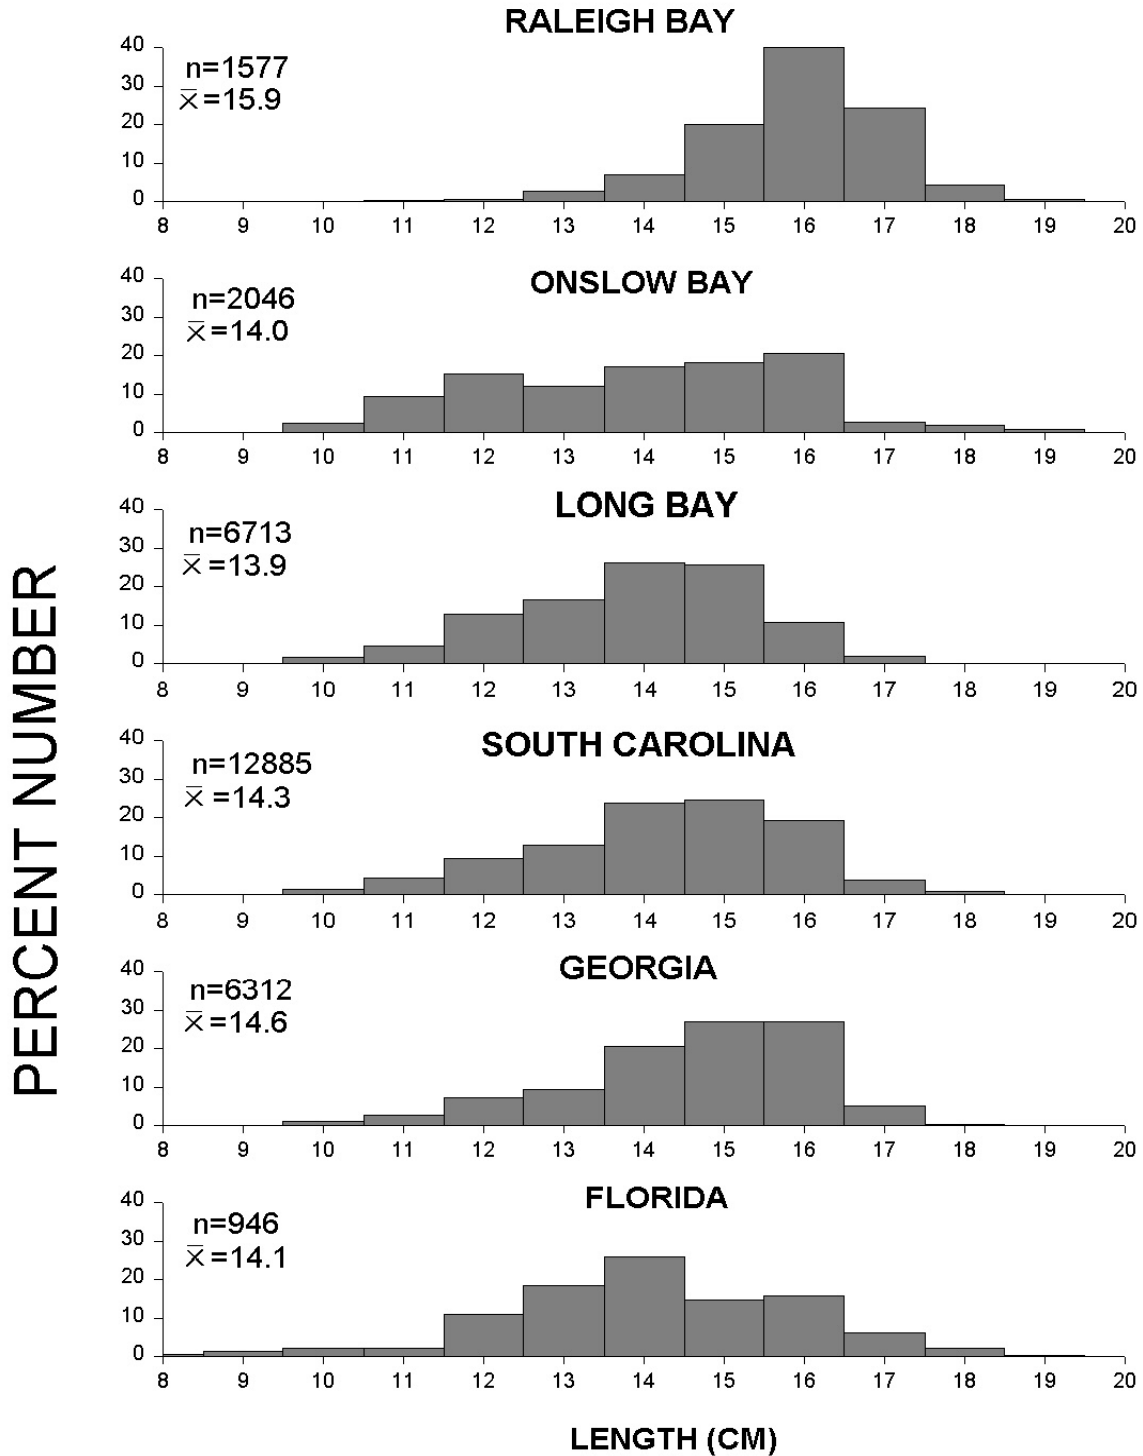 RALEIGH BAY
n=1577
x̅=15.9
40
30
20
10
0
8 9 10 11 12 13 14 15 16 17 18 19 20
ONSLOW BAY
n=2046
x̅=14.0
40
30
20
10
0
8 9 10 11 12 13 14 15 16 17 18 19 20
LONG BAY
n=6713
x̅=13.9
40
30
20
10
0
8 9 10 11 12 13 14 15 16 17 18 19 20
SOUTH CAROLINA
n=12885
x̅=14.3
40
30
20
10
0
8 9 10 11 12 13 14 15 16 17 18 19 20
GEORGIA
n=6312
x̅=14.6
40
30
20
10
0
8 9 10 11 12 13 14 15 16 17 18 19 20
FLORIDA
n=946
x̅=14.1
40
30
20
10
0
8 9 10 11 12 13 14 15 16 17 18 19 20
PERCENT NUMBER
LENGTH (CM)